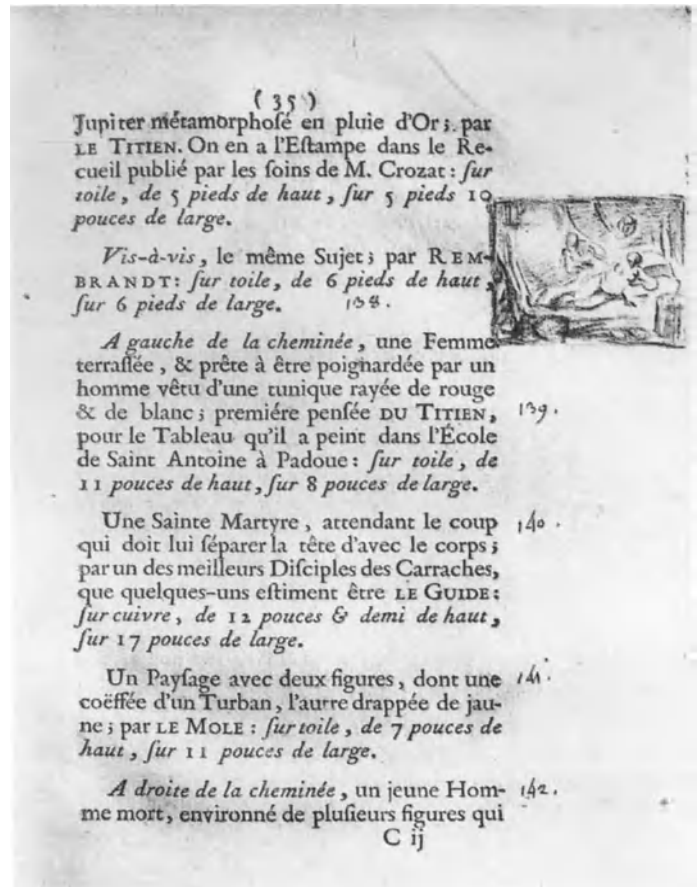 ( 35 )
Jupiter métamorphoſé en pluie d'Or; par
LE TITIEN. On en a l'Eſtampe dans le Re-
cueil publié par les ſoins de M. Crozat: ſur
toile, de 5 pieds de haut, ſur 5 pieds 10
pouces de large.
Vis-à-vis, le même Sujet; par REM-
BRANDT: ſur toile, de 6 pieds de haut,
ſur 6 pieds de large. 138.
A gauche de la cheminée, une Femme
terraſſée, & prête à être poignardée par un
homme vêtu d'une tunique rayée de rouge
& de blanc; premiére penſée DU TITIEN, 139.
pour le Tableau qu'il a peint dans l'École
de Saint Antoine à Padoue: ſur toile, de
11 pouces de haut, ſur 8 pouces de large.
Une Sainte Martyre, attendant le coup 140.
qui doit lui ſéparer la tête d'avec le corps;
par un des meilleurs Diſciples des Carraches,
que quelques-uns eſtiment être LE GUIDE:
ſur cuivre, de 12 pouces & demi de haut,
ſur 17 pouces de large.
Un Payſage avec deux figures, dont une 141.
coëffée d'un Turban, l'autre drappée de jau-
ne; par LE MOLE: ſur toile, de 7 pouces de
haut, ſur 11 pouces de large.
A droite de la cheminée, un jeune Hom- 142.
me mort, environné de pluſieurs figures qui
C ij